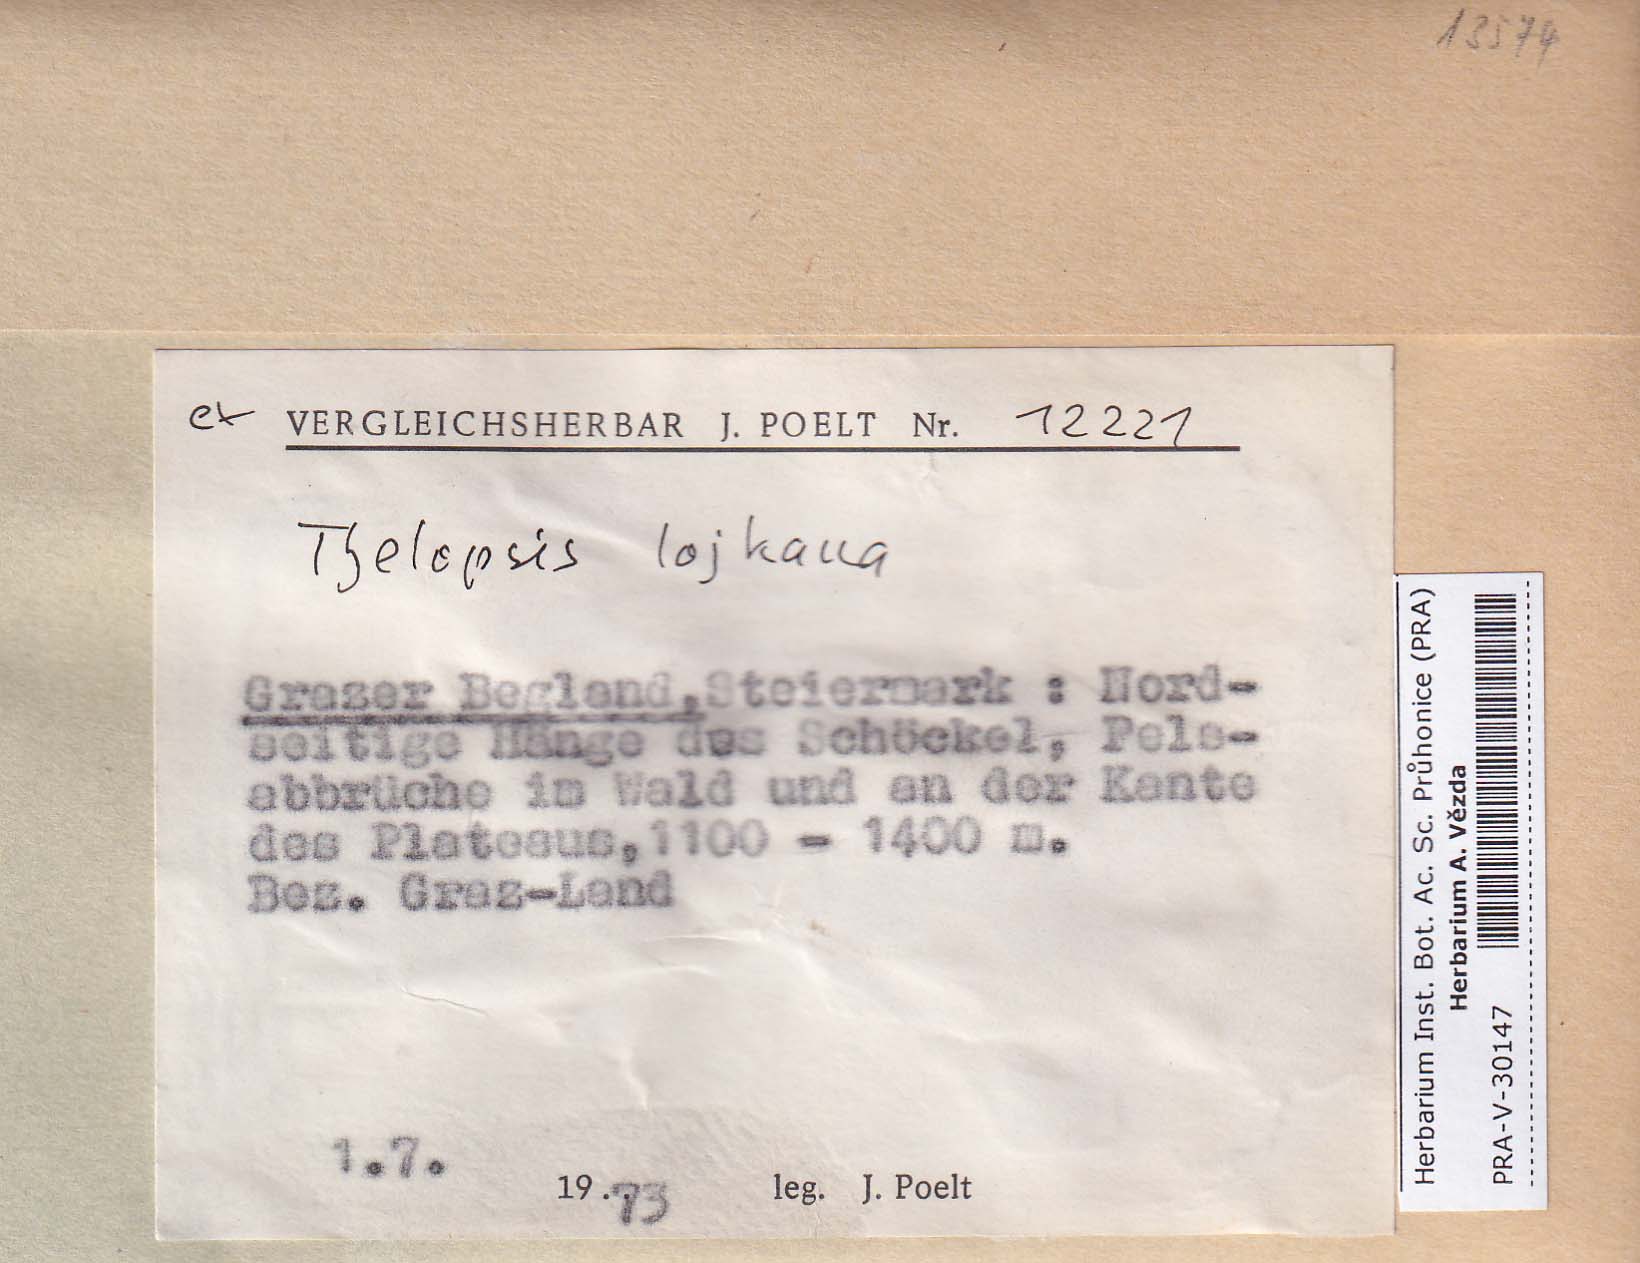 13574
ex VERGLEICHSHERBAR J. POELT Nr. 12221
Thelopsis lojkana
Grazer Begland, Steiermark : Nord-
seitige Hänge des Schöckel, Fels-
abbrüche im Wald und an der Kante
des Plateaus, 1100 - 1400 m.
Bez. Graz-Land
1.7. 19..73 leg. J. Poelt
Herbarium Inst. Bot. Ac. Sc. Průhonice (PRA)
Herbarium A. Vězda
PRA-V-30147